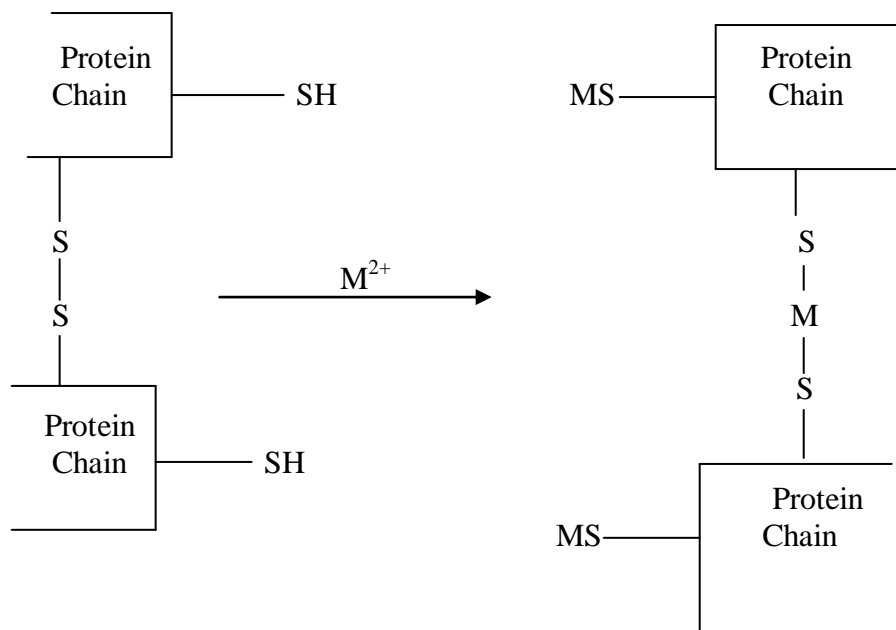 Protein
Chain
SH
S
S
Protein
Chain
SH
M²⁺
Protein
Chain
MS
S
M
S
Protein
Chain
MS